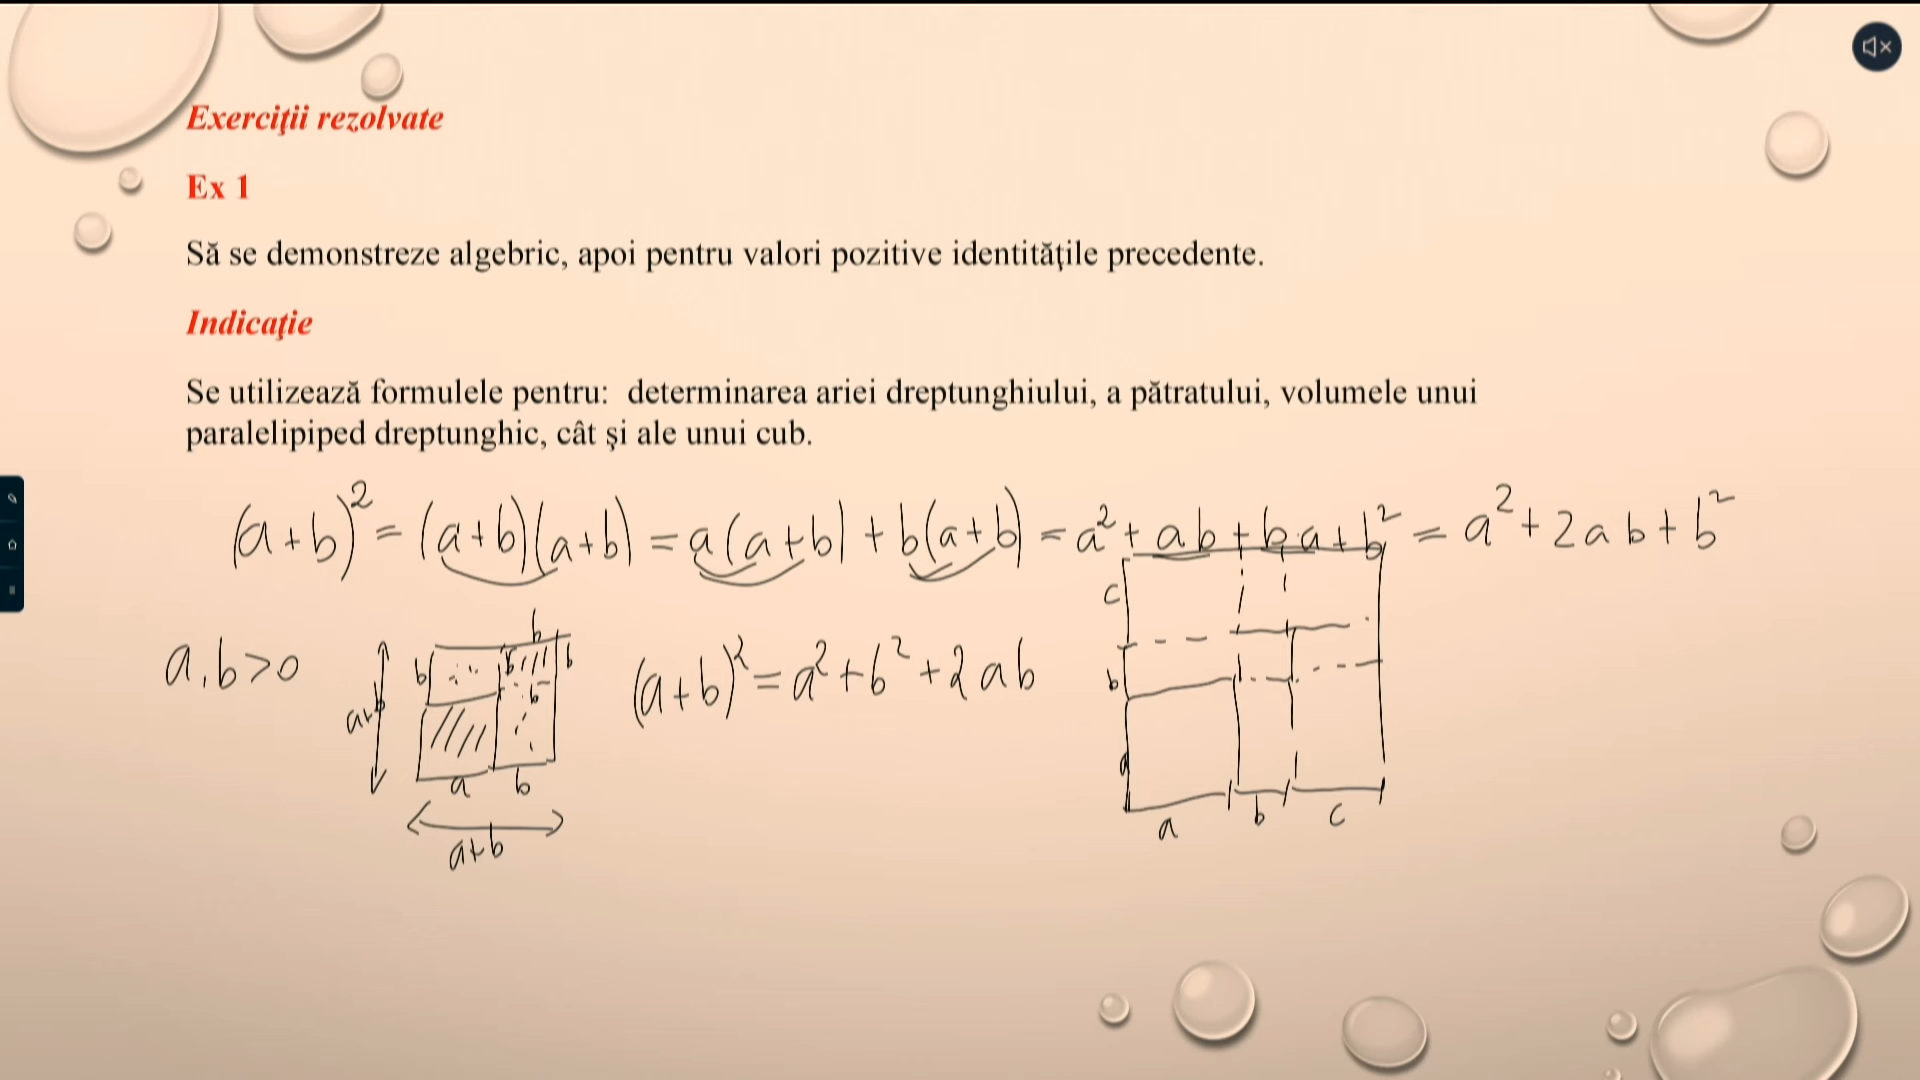 Exerciţii rezolvate
Ex 1
Să se demonstreze algebric, apoi pentru valori pozitive identităţile precedente.
Indicaţie
Se utilizează formulele pentru: determinarea ariei dreptunghiului, a pătratului, volumele unui
paralelipiped dreptunghic, cât şi ale unui cub.
(a+b)² = (a+b)(a+b) = a(a+b) + b(a+b) = a² + ab + ba + b² = a² + 2ab + b²
a,b>0
b
b b b
b
a+b
a b
a+b
(a+b)² = a² + b² + 2ab
c
b
a
a b c